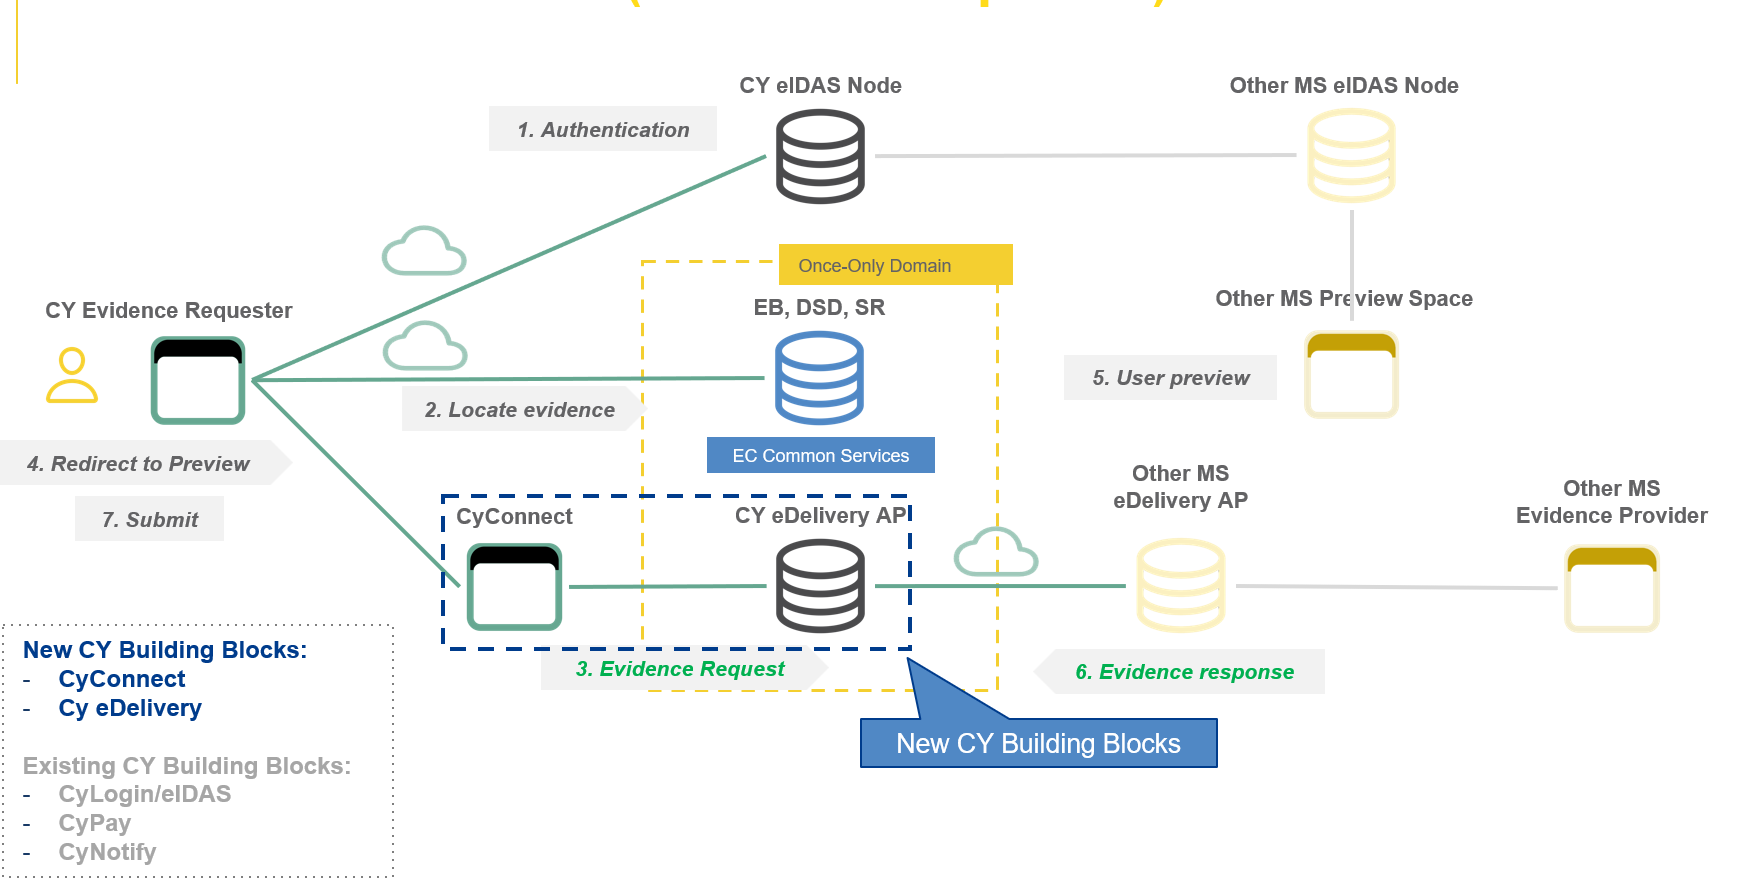 CY eIDAS Node
Other MS eIDAS Node
1. Authentication
Once-Only Domain
EB, DSD, SR
CY Evidence Requester
Other MS Preview Space
5. User preview
2. Locate evidence
EC Common Services
4. Redirect to Preview
7. Submit
CyConnect
CY eDelivery AP
Other MS
eDelivery AP
Other MS
Evidence Provider
3. Evidence Request
6. Evidence response
New CY Building Blocks
New CY Building Blocks:
- CyConnect
- Cy eDelivery
Existing CY Building Blocks:
- CyLogin/eIDAS
- CyPay
- CyNotify